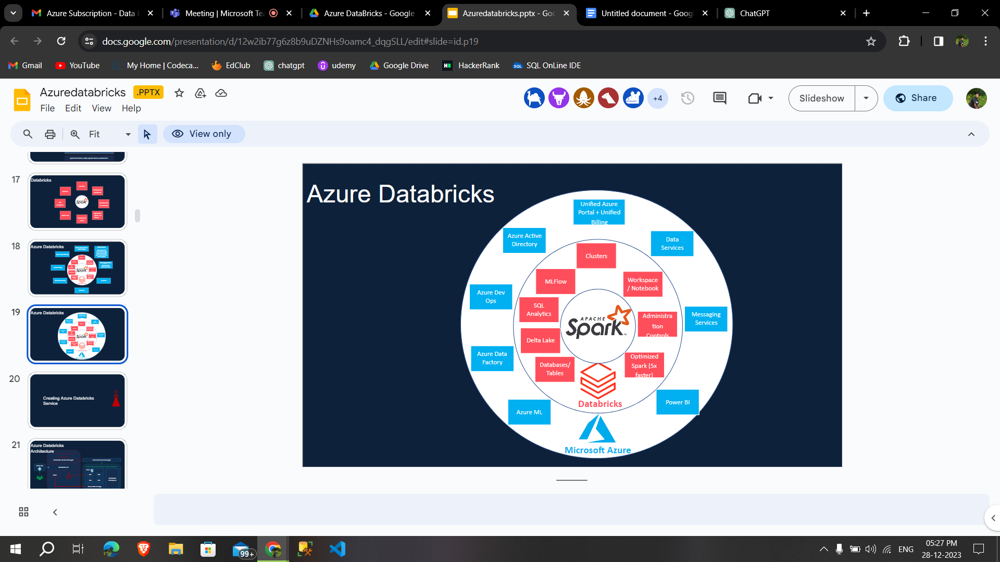 Azure Subscription - Data
Meeting | Microsoft Te
Azure DataBricks - Google
Azuredatabricks.pptx - Goo
Untitled document - Googl
ChatGPT
docs.google.com/presentation/d/12w2ib77g6z8b9uDZNHs9oamc4_dqgSLL/edit#slide=id.p19
Gmail
YouTube
My Home | Codeca...
EdClub
chatgpt
udemy
Google Drive
HackerRank
SQL OnLine IDE
Azuredatabricks
.PPTX
File Edit View Help
+4
Slideshow
Share
Fit
View only
17
Databricks
Spark
18
Azure Databricks
Spark
19
Azure Databricks
Spark
20
Creating Azure Databricks
Service
21
Azure Databricks
Architecture
Azure Databricks
Unified Azure
Portal + Unified
Billing
Azure Active
Directory
Data
Services
Clusters
MLFlow
Workspace
/ Notebook
Azure Dev
Ops
SQL
Analytics
APACHE
Spark
TM
Administra
tion
Controls
Messaging
Services
Delta Lake
Azure Data
Factory
Databases/
Tables
Optimized
Spark (5x
faster)
Databricks
Azure ML
Power BI
Microsoft Azure
99+
ENG
05:27 PM
28-12-2023